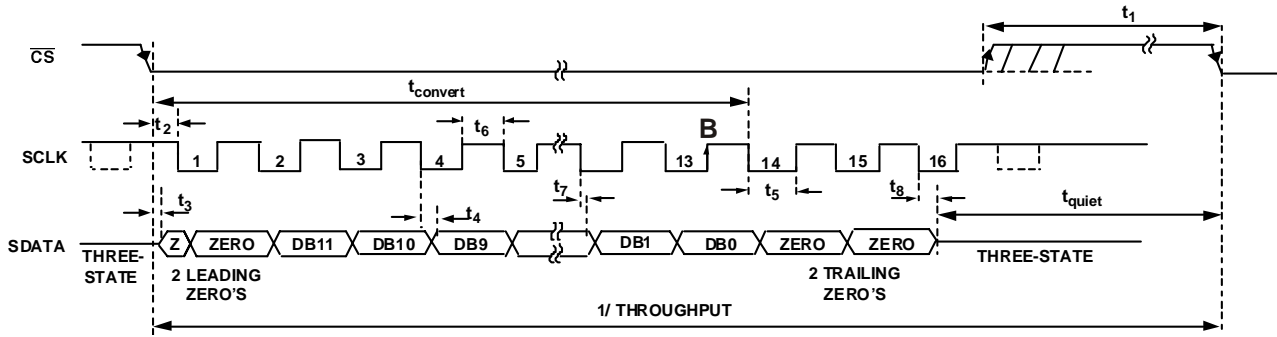 t1
CS
tconvert
t2
t6
B
SCLK
1 2 3 4 5 13 14 15 16
t3
t4
t7
t5
t8
tquiet
SDATA
Z ZERO DB11 DB10 DB9 DB1 DB0 ZERO ZERO
THREE-
STATE
2 LEADING
ZERO'S
2 TRAILING
ZERO'S
THREE-STATE
1/ THROUGHPUT